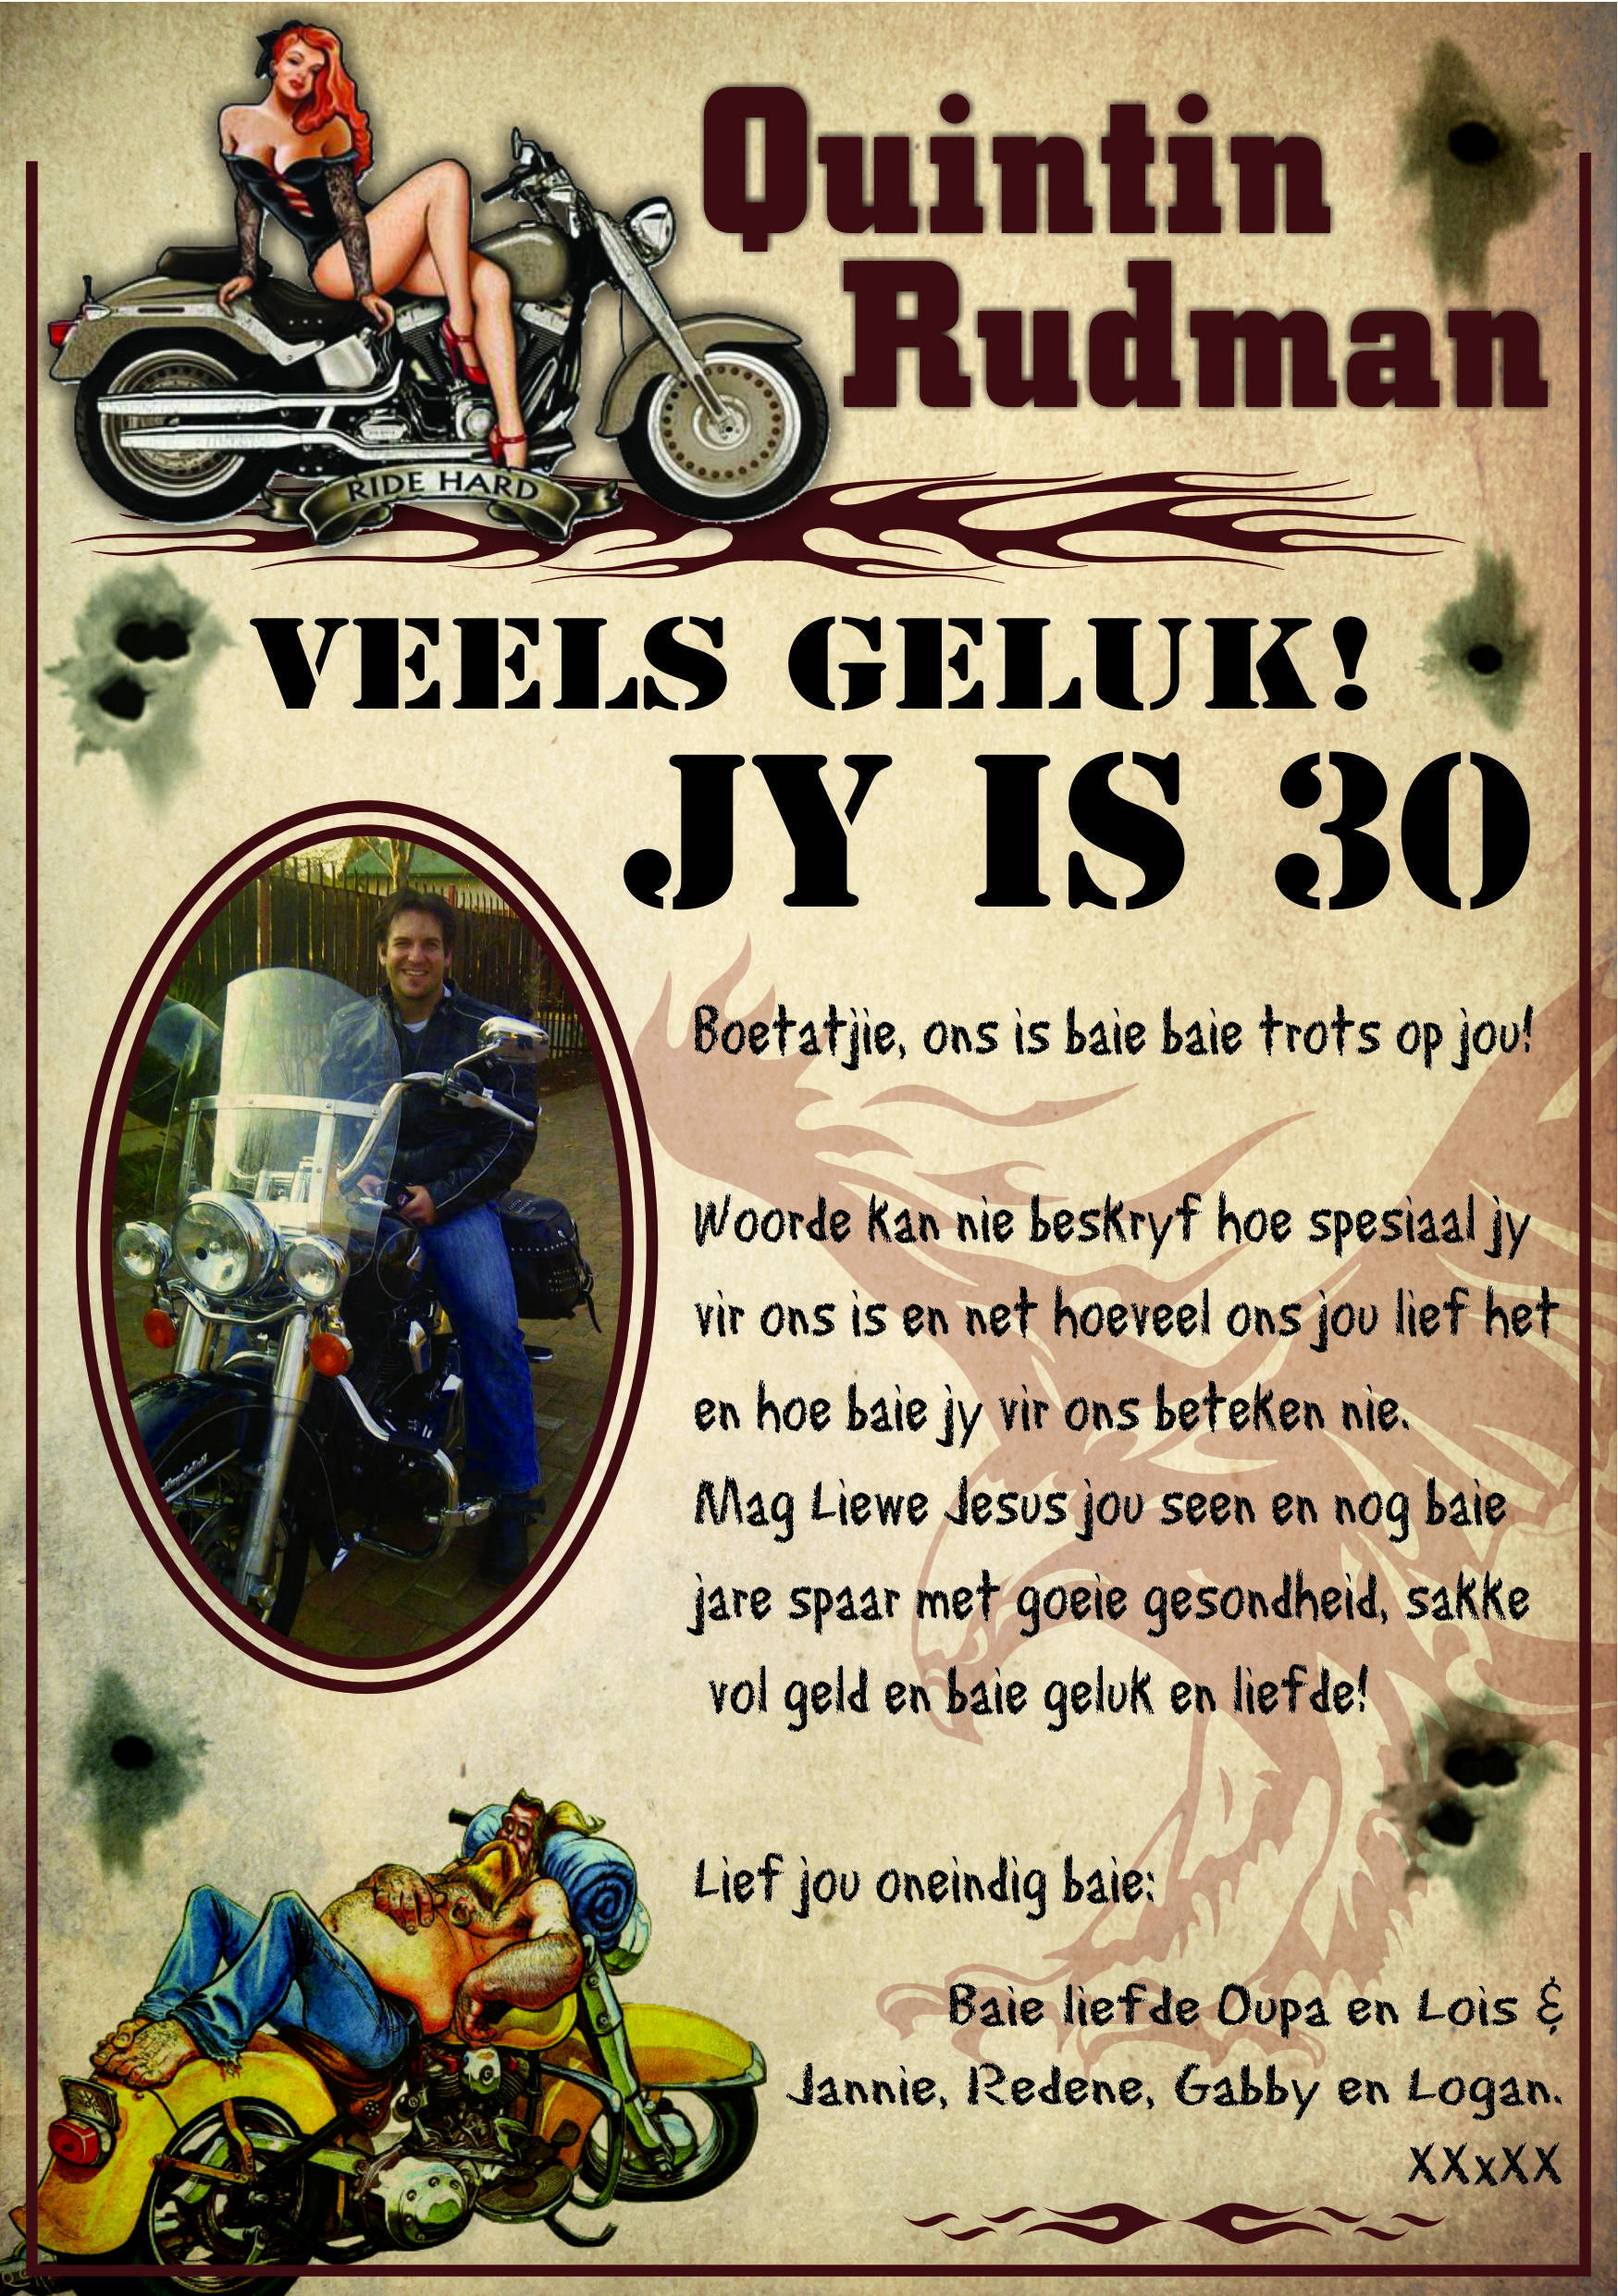 Quintin
Rudman
RIDE HARD
VEELS GELUK!
JY IS 30
Boetatjie, ons is baie baie trots op jou!
Woorde kan nie beskryf hoe spesiaal jy
vir ons is en net hoeveel ons jou lief het
en hoe baie jy vir ons beteken nie.
Mag Liewe Jesus jou seen en nog baie
jare spaar met goeie gesondheid, sakke
vol geld en baie geluk en liefde!
Lief jou oneindig baie:
Baie liefde Oupa en Lois &
Jannie, Redene, Gabby en Logan.
XXxXX